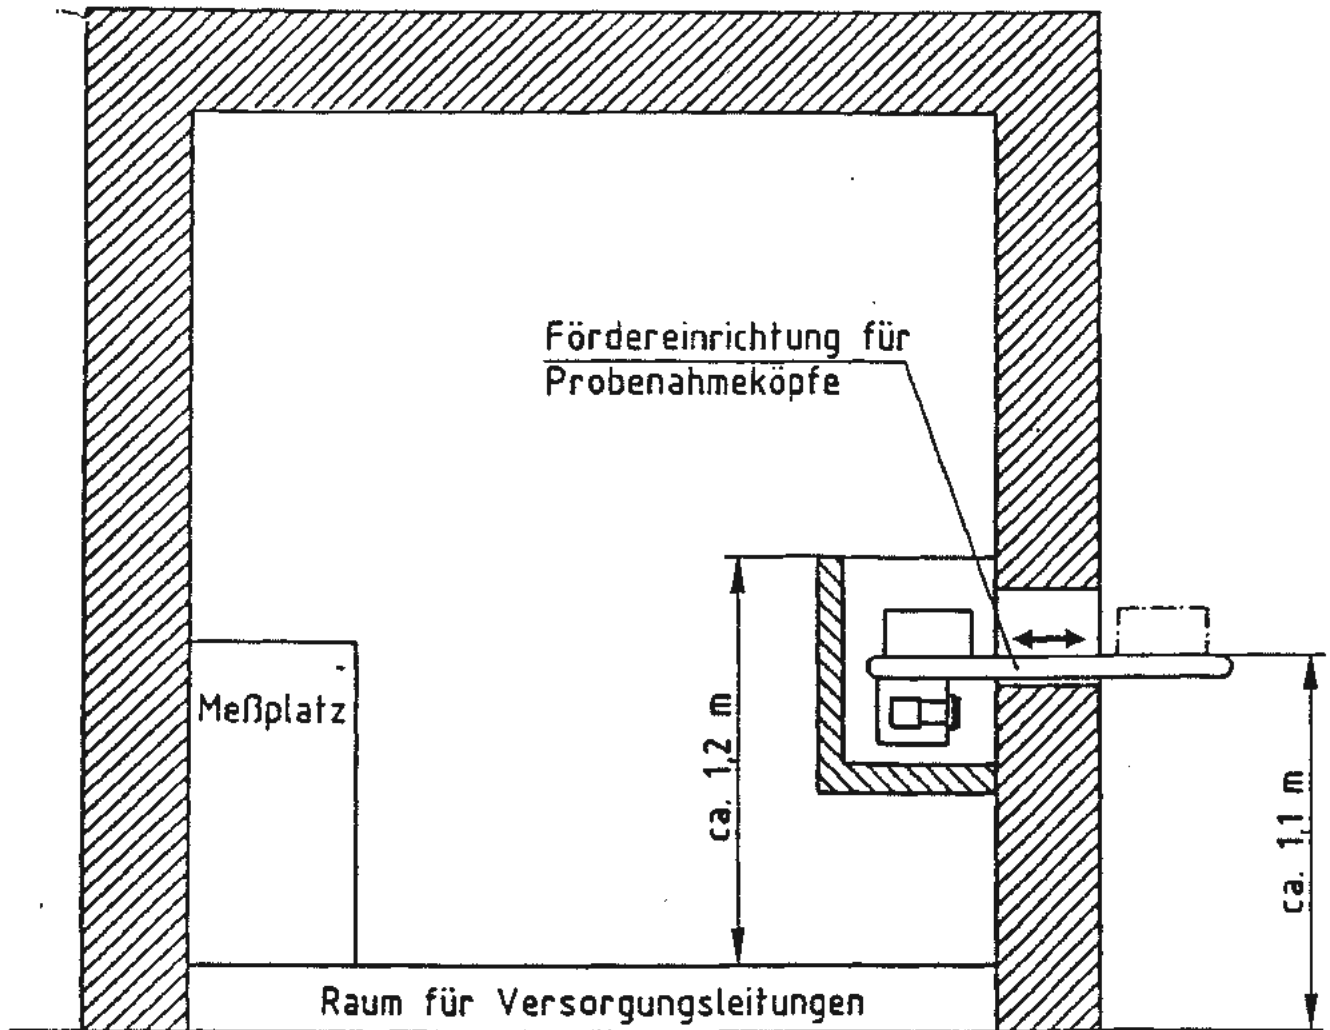 Fördereinrichtung für
Probenahmeköpfe
Meßplatz
ca. 1,2 m
ca. 1,1 m
Raum für Versorgungsleitungen